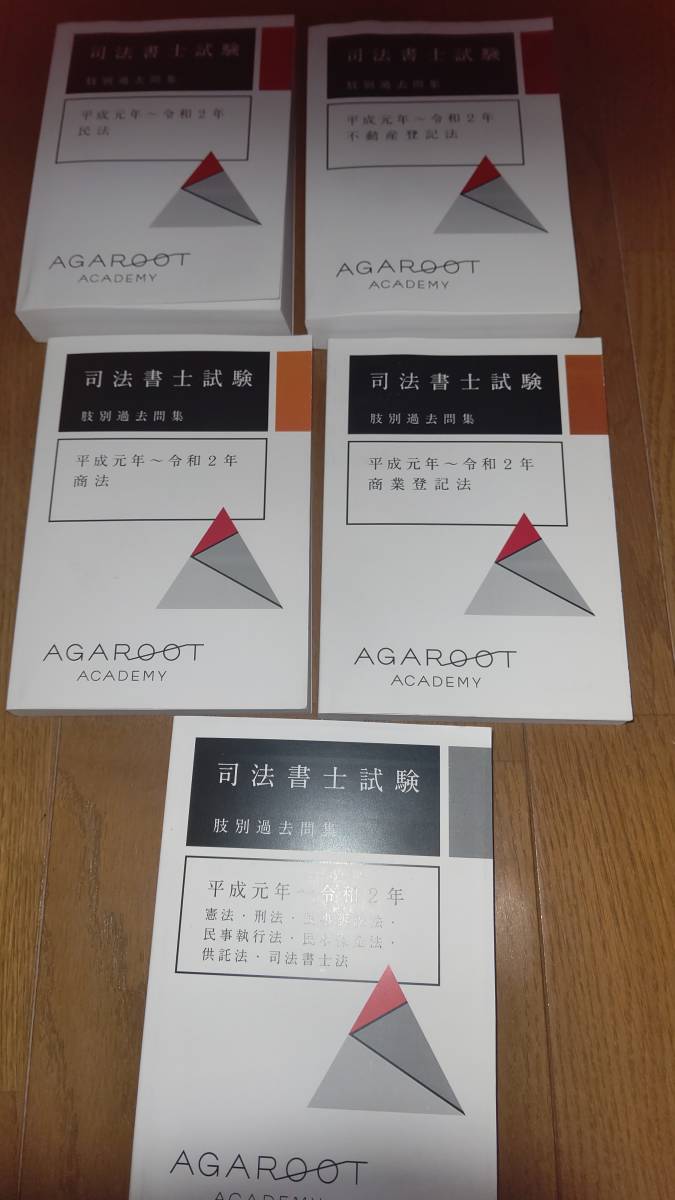 司法書士試験
肢別過去問集
平成元年～令和２年
民法
AGAROOT
ACADEMY
司法書士試験
肢別過去問集
平成元年～令和２年
不動産登記法
AGAROOT
ACADEMY
司法書士試験
肢別過去問集
平成元年～令和２年
商法
AGAROOT
ACADEMY
司法書士試験
肢別過去問集
平成元年～令和２年
商業登記法
AGAROOT
ACADEMY
司法書士試験
肢別過去問集
平成元年～令和２年
憲法・刑法・
民事執行法・
供託法・司法書士法
AGAROOT
ACADEMY